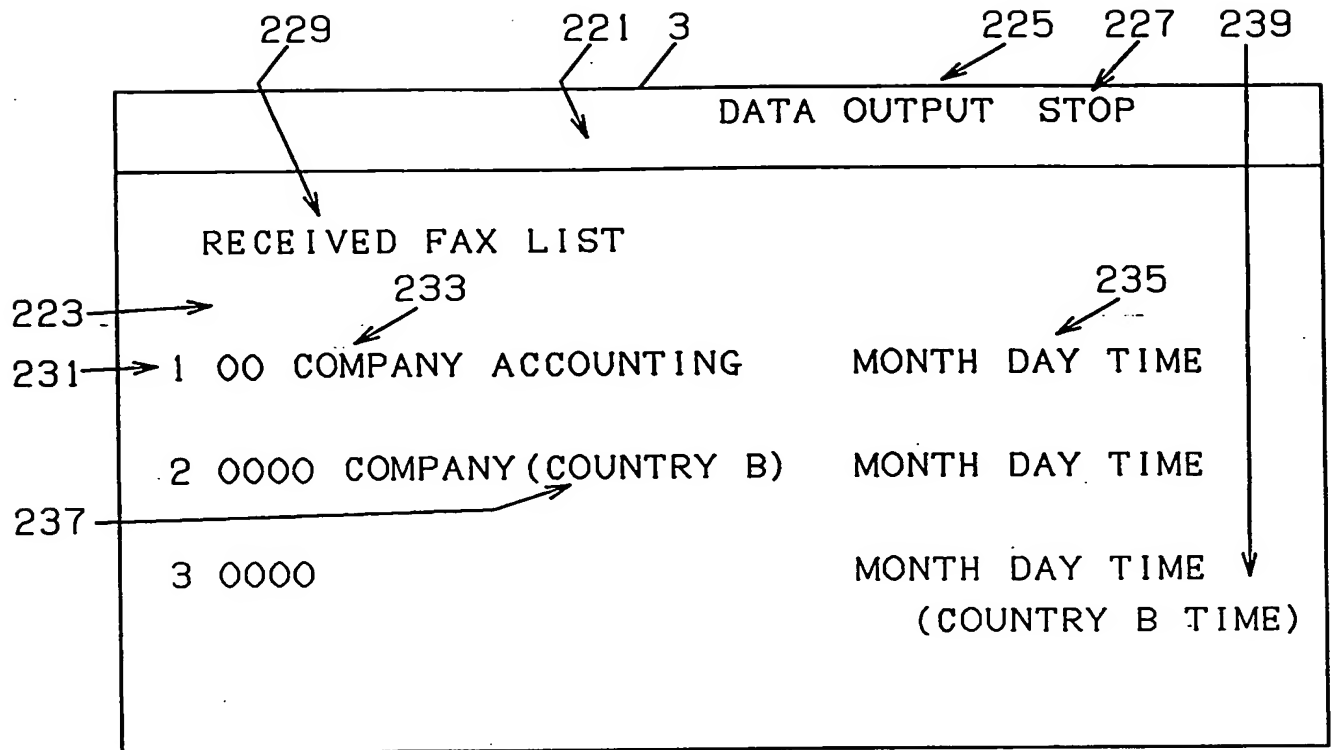 229 221 3 225 227 239
DATA OUTPUT STOP
RECEIVED FAX LIST
233 235
223
231 1 00 COMPANY ACCOUNTING MONTH DAY TIME
2 0000 COMPANY(COUNTRY B) MONTH DAY TIME
237
3 0000 MONTH DAY TIME
(COUNTRY B TIME)